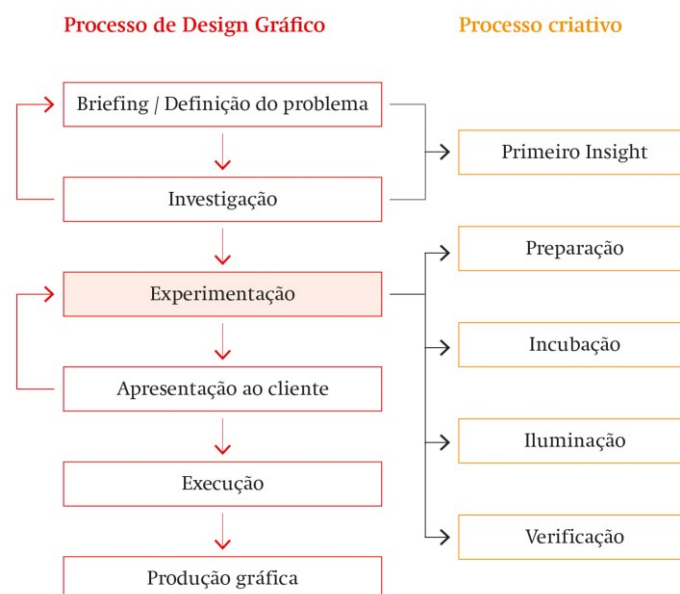 Processo de Design Gráfico
Processo criativo
Briefing / Definição do problema
Primeiro Insight
Investigação
Preparação
Experimentação
Incubação
Apresentação ao cliente
Iluminação
Execução
Verificação
Produção gráfica